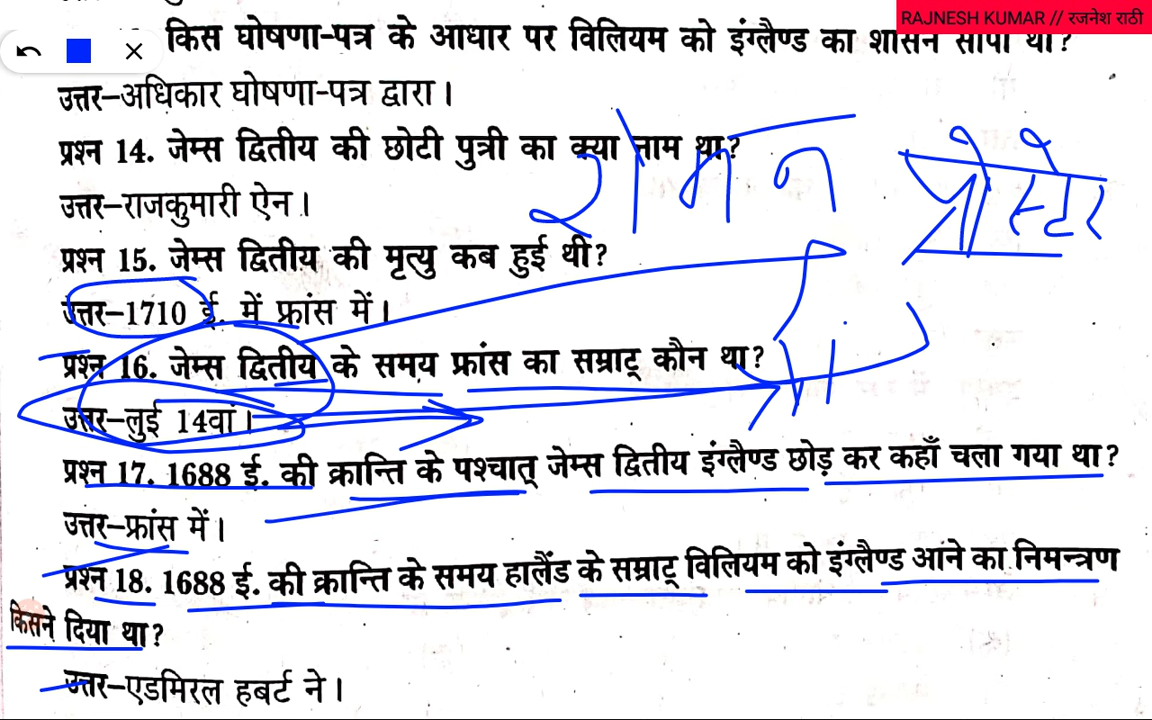 RAJNESH KUMAR // रजनेश राठी
किस घोषणा-पत्र के आधार पर विलियम को इंग्लैण्ड का शासन सौंपा था?
उत्तर–अधिकार घोषणा-पत्र द्वारा।
प्रश्न 14. जेम्स द्वितीय की छोटी पुत्री का क्या नाम था?
रोमन
प्रोस्टेर
उत्तर–राजकुमारी ऐन।
प्रश्न 15. जेम्स द्वितीय की मृत्यु कब हुई थी?
उत्तर–1710 ई. में फ्रांस में।
प्रश्न 16. जेम्स द्वितीय के समय फ्रांस का सम्राट् कौन था?
उत्तर–लुई 14वां।
प्रश्न 17. 1688 ई. की क्रान्ति के पश्चात् जेम्स द्वितीय इंग्लैण्ड छोड़ कर कहाँ चला गया था?
उत्तर–फ्रांस में।
प्रश्न 18. 1688 ई. की क्रान्ति के समय हालैंड के सम्राट् विलियम को इंग्लैण्ड आने का निमन्त्रण
किसने दिया था?
उत्तर–एडमिरल हबर्ट ने।